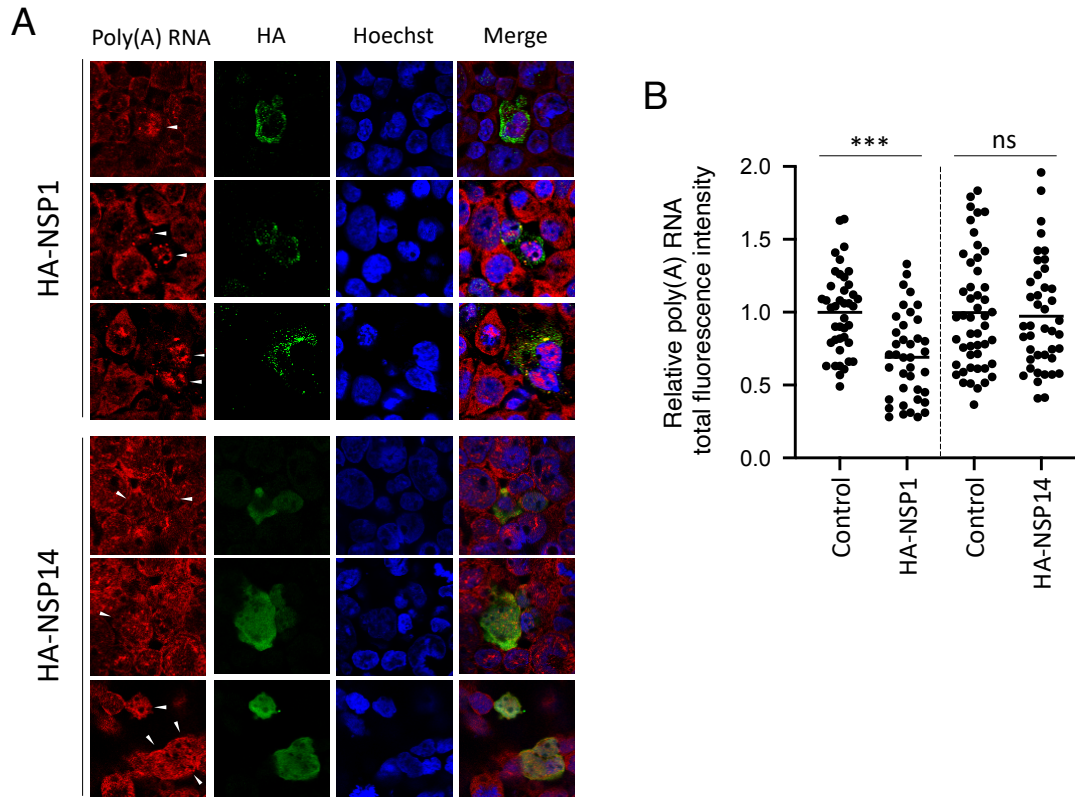 A
Poly(A) RNA HA Hoechst Merge
HA-NSP1
HA-NSP14
B
*** ns
Relative poly(A) RNA
total fluorescence intensity
2.0
1.5
1.0
0.5
0.0
Control
HA-NSP1
Control
HA-NSP14